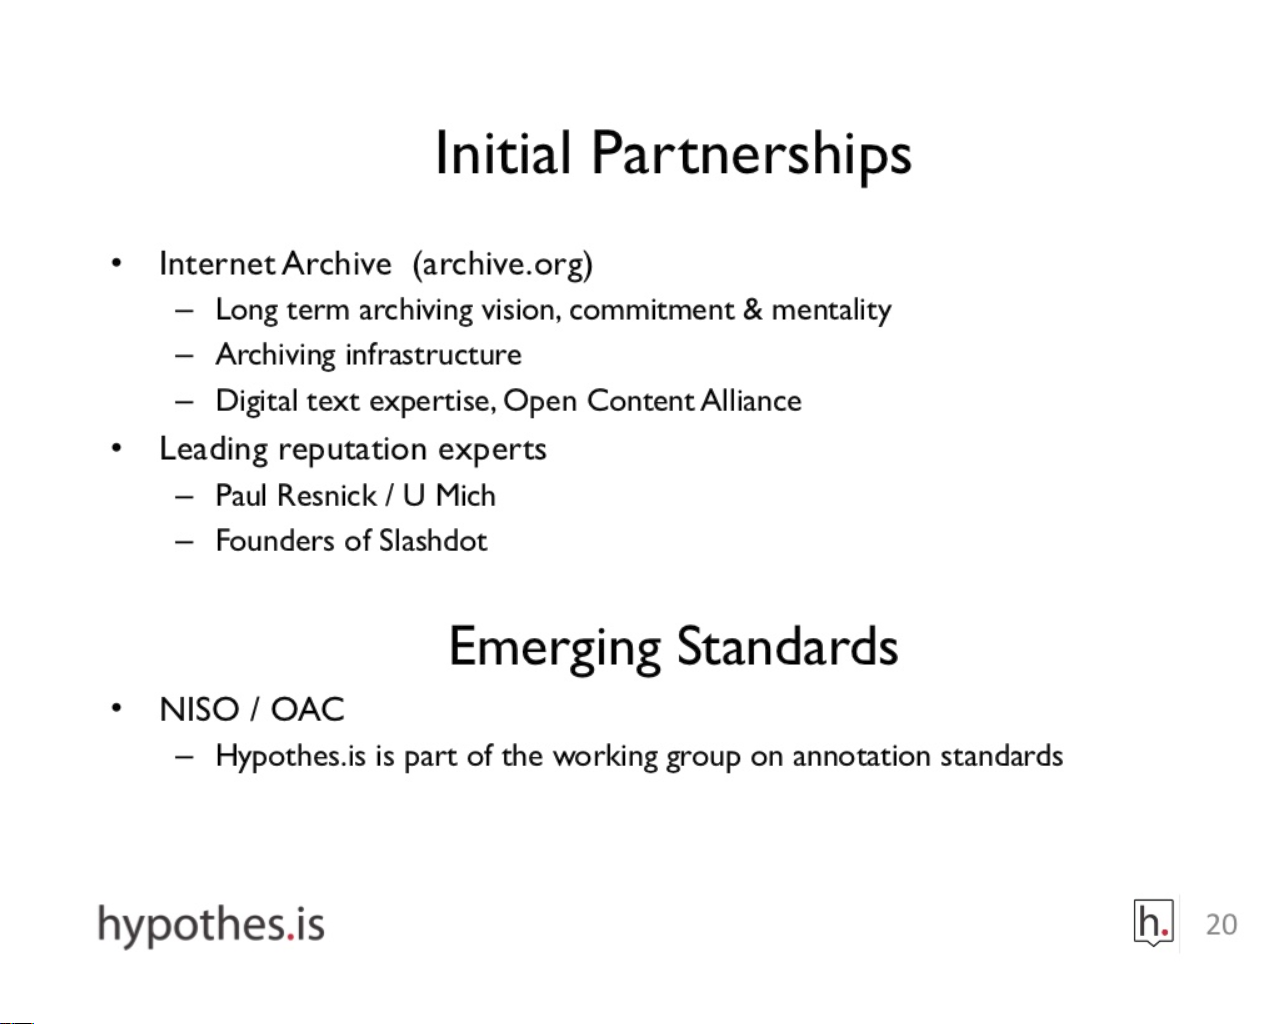 Initial Partnerships
• Internet Archive (archive.org)
– Long term archiving vision, commitment & mentality
– Archiving infrastructure
– Digital text expertise, Open Content Alliance
• Leading reputation experts
– Paul Resnick / U Mich
– Founders of Slashdot
Emerging Standards
• NISO / OAC
– Hypothes.is is part of the working group on annotation standards
hypothes.is
h.
20